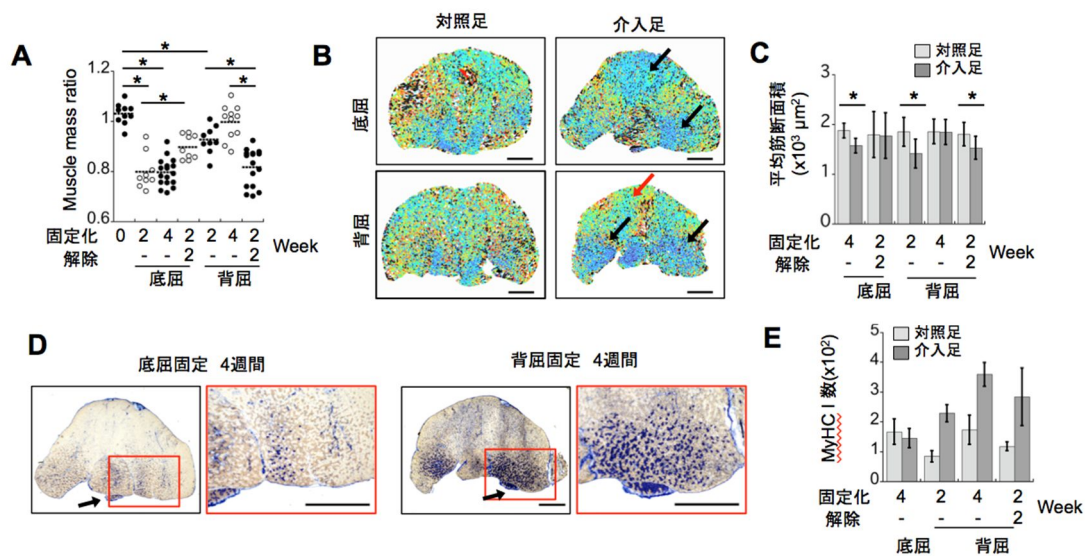 A
Muscle mass ratio
1.2
1
0.8
0.6
*
*
*
*
*
*
*
固定化 0 2 4 2 2 4 2 Week
解除 - - 2 - - 2
底屈 背屈
B
対照足 介入足
底屈
背屈
C
対照足
介入足
平均筋断面積
(x10³ μm²)
3
2
1
0
* * *
固定化 4 2 2 4 2 Week
解除 - 2 - - 2
底屈 背屈
D
底屈固定 4週間 背屈固定 4週間
E
対照足
介入足
MyHC I 数(x10²)
5
4
3
2
1
0
固定化 4 2 4 2 Week
解除 - - - 2
底屈 背屈